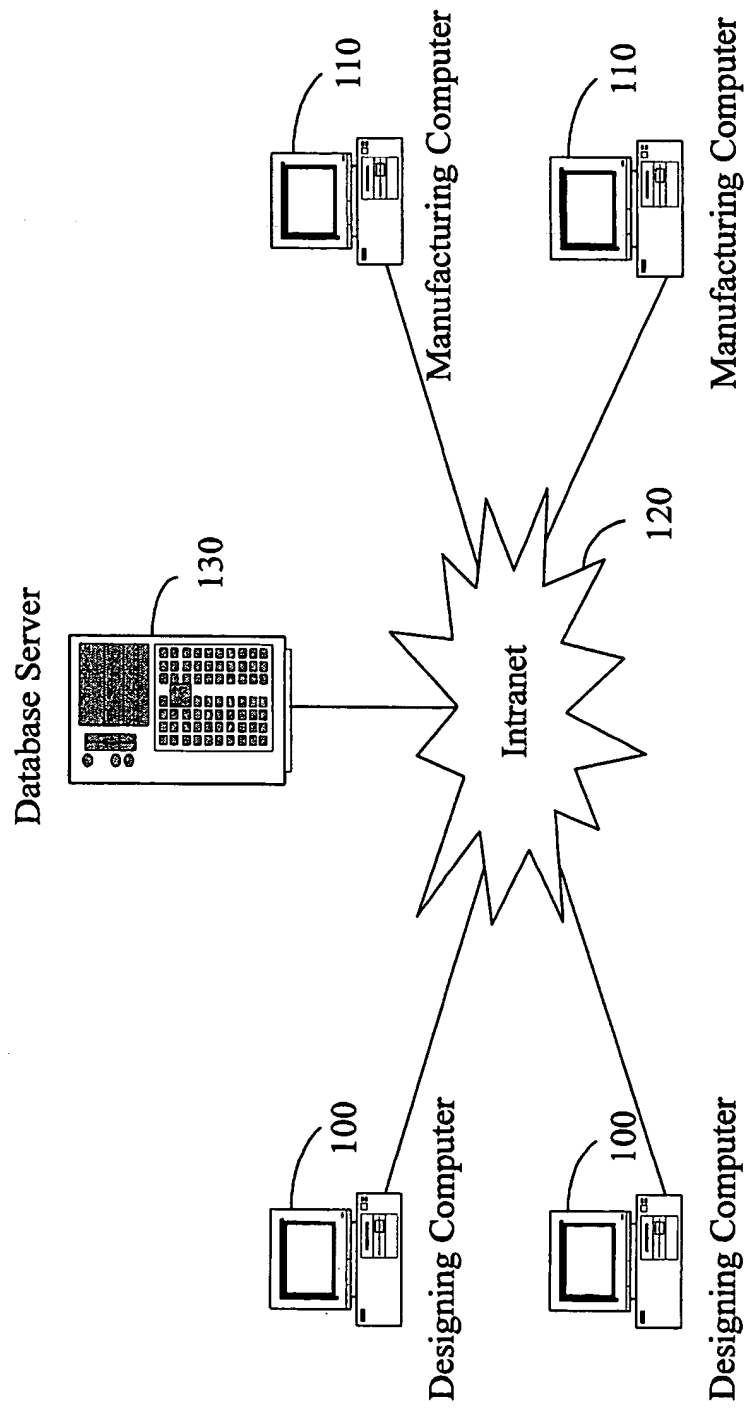 Database Server
130
100
110
Designing Computer
Manufacturing Computer
Intranet
120
100
110
Designing Computer
Manufacturing Computer